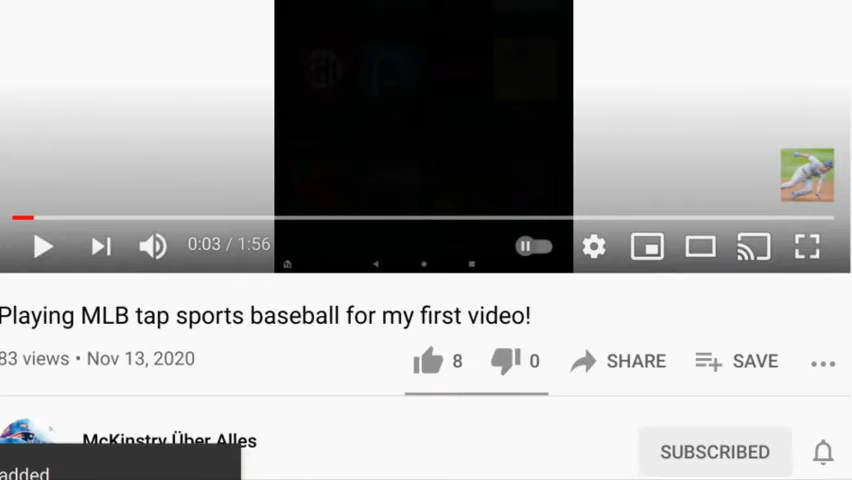 0:03 / 1:56
Playing MLB tap sports baseball for my first video!
83 views • Nov 13, 2020
8
0
SHARE
SAVE
McKinstry Über Alles
SUBSCRIBED
added